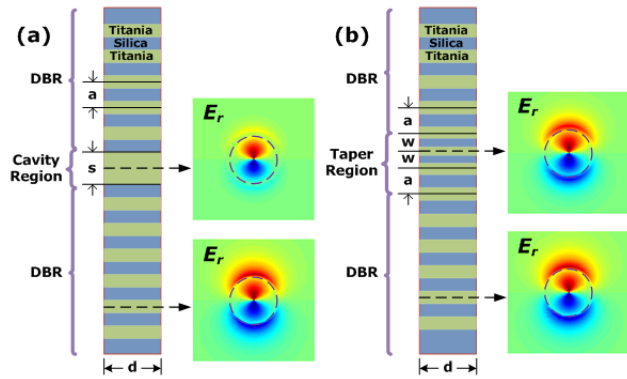 (a)
DBR
Titania
Silica
Titania
a
Cavity
Region
s
DBR
d
E_r
E_r
(b)
DBR
Titania
Silica
Titania
a
w
w
a
Taper
Region
DBR
d
E_r
E_r